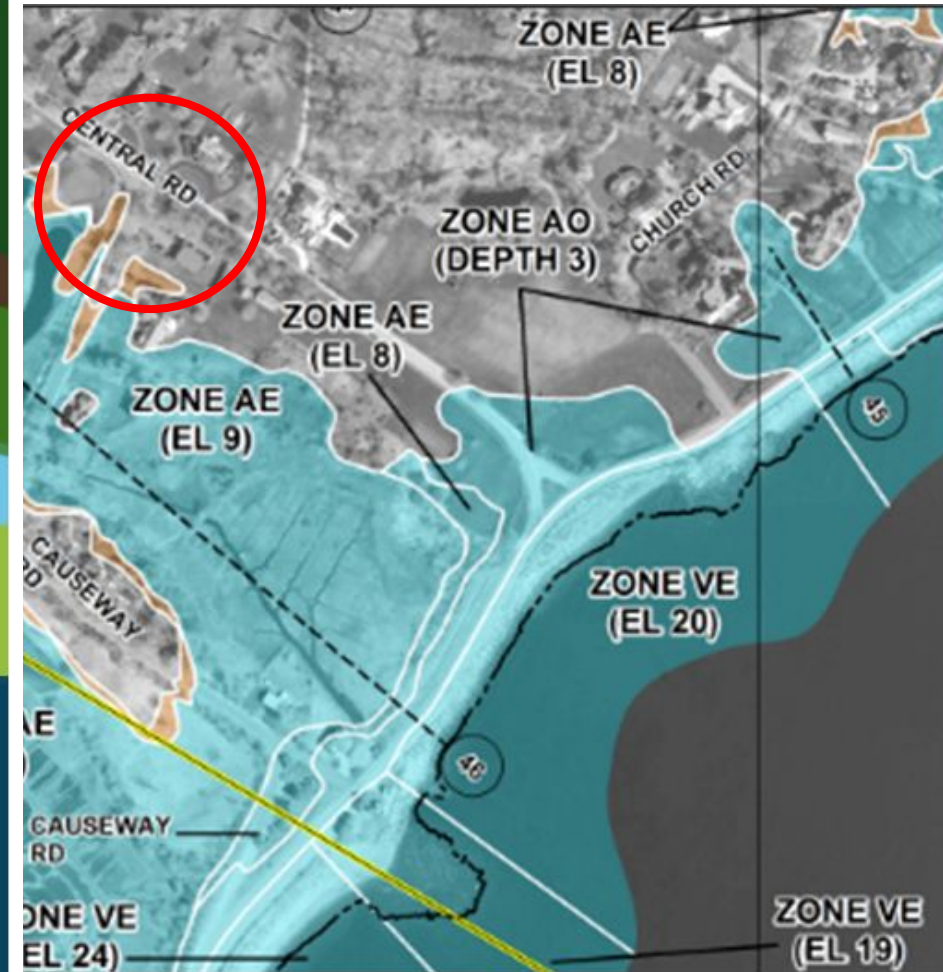 ZONE AE
(EL 8)
CENTRAL RD
ZONE AO
(DEPTH 3)
CHURCH RD
ZONE AE
(EL 8)
ZONE AE
(EL 9)
45
CAUSEWAY
RD
ZONE VE
(EL 20)
46
AE
CAUSEWAY
RD
ONE VE
EL 24)
ZONE VE
(EL 19)